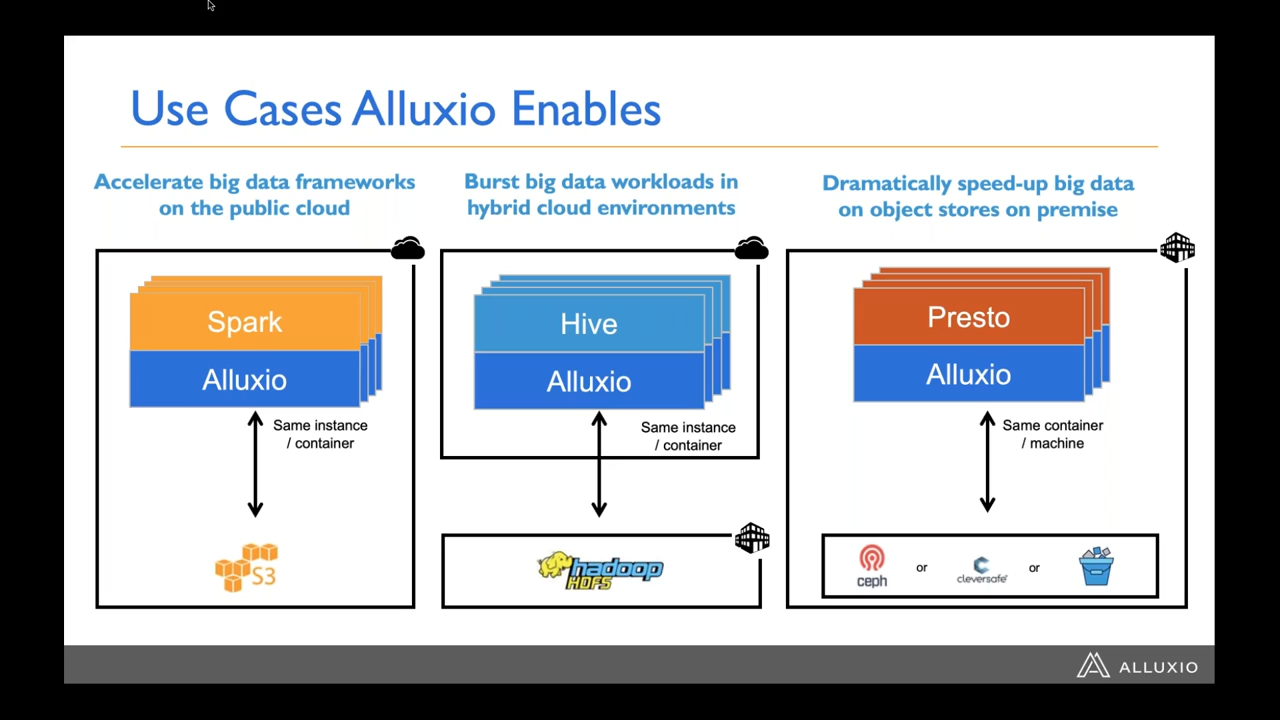 Use Cases Alluxio Enables
Accelerate big data frameworks
on the public cloud
Spark
Alluxio
Same instance
/ container
S3
Burst big data workloads in
hybrid cloud environments
Hive
Alluxio
Same instance
/ container
hadoop
HDFS
Dramatically speed-up big data
on object stores on premise
Presto
Alluxio
Same container
/ machine
ceph
or
cleversafe
or
ALLUXIO